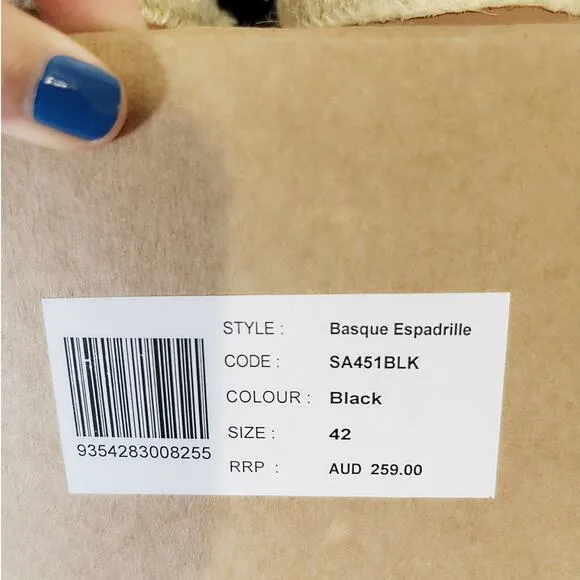 STYLE : Basque Espadrille
CODE : SA451BLK
COLOUR : Black
SIZE : 42
RRP : AUD 259.00
9354283008255